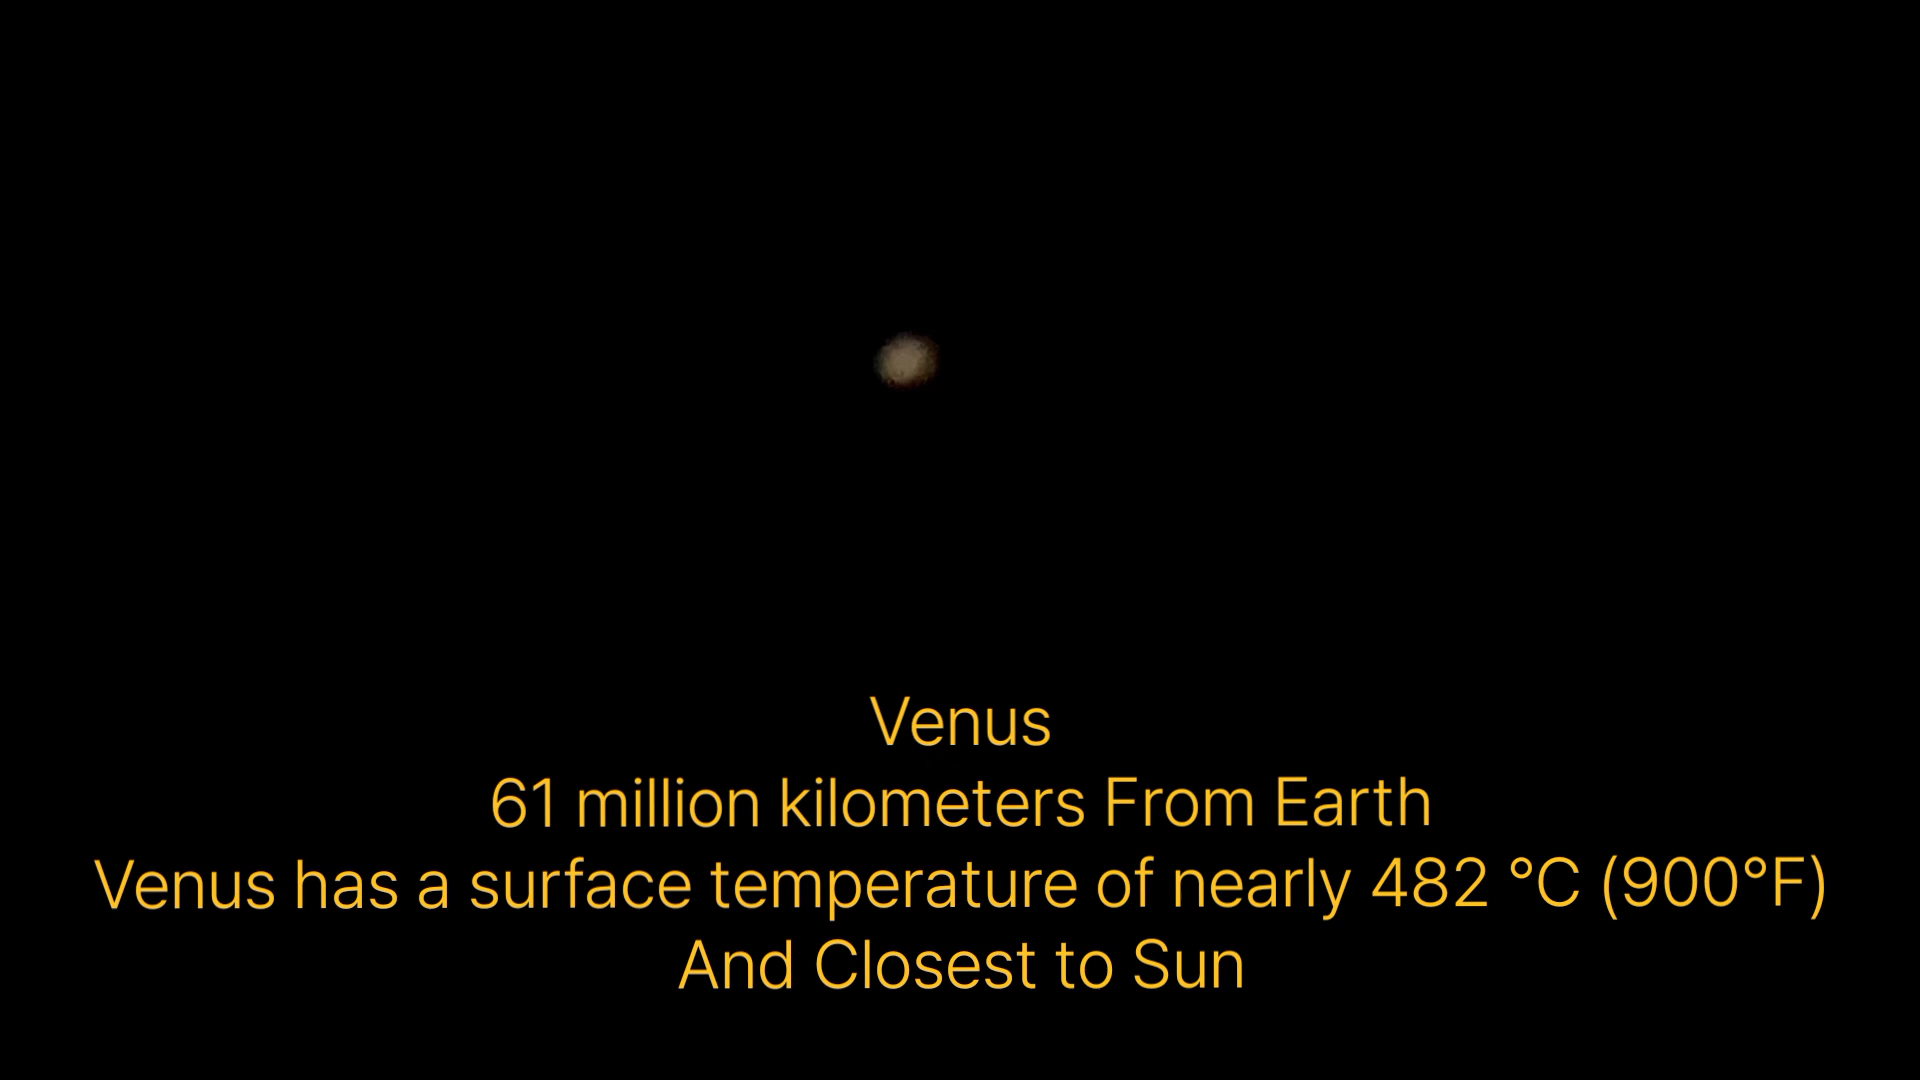 Venus
61 million kilometers From Earth
Venus has a surface temperature of nearly 482 °C (900°F)
And Closest to Sun